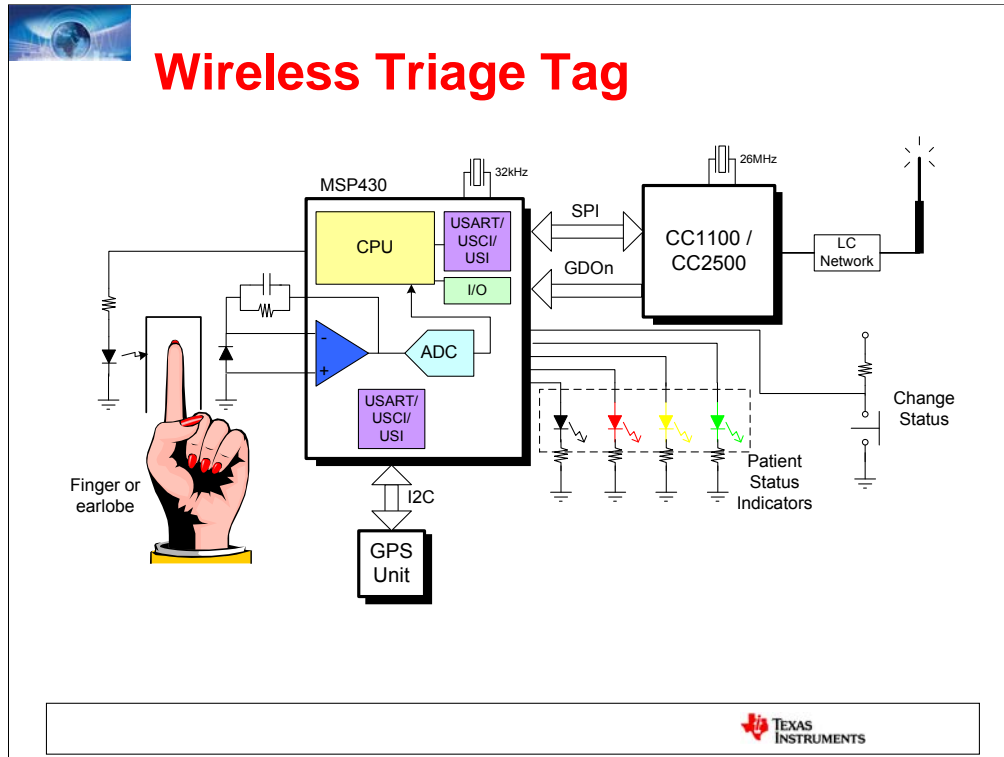 Wireless Triage Tag
MSP430
32kHz
26MHz
CPU
USART/
USCI/
USI
I/O
SPI
GDOn
CC1100 /
CC2500
LC
Network
-
+
ADC
USART/
USCI/
USI
Change
Status
Patient
Status
Indicators
Finger or
earlobe
I2C
GPS
Unit
TEXAS
INSTRUMENTS